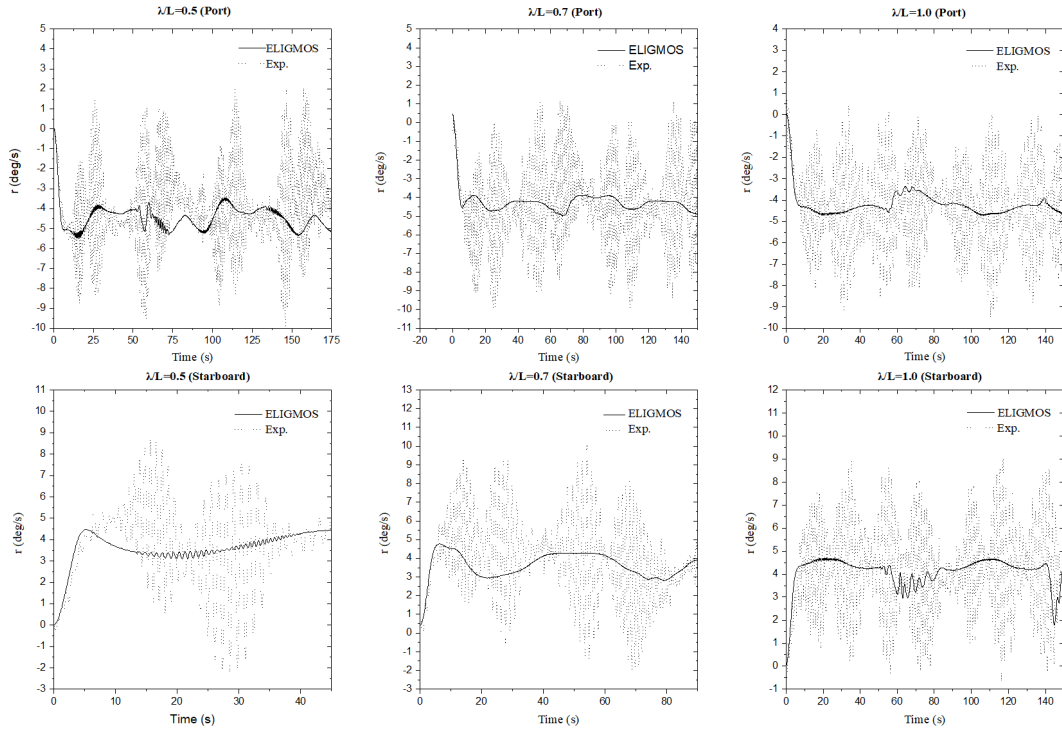 λ/L=0.5 (Port)
5
4
3
2
1
0
-1
-2
-3
-4
-5
-6
-7
-8
-9
-10
r (deg/s)
ELIGMOS
Exp.
0 25 50 75 100 125 150 175
Time (s)
λ/L=0.7 (Port)
5
4
3
2
1
0
-1
-2
-3
-4
-5
-6
-7
-8
-9
-10
-11
r (deg/s)
ELIGMOS
Exp.
-20 0 20 40 60 80 100 120 140
Time (s)
λ/L=1.0 (Port)
4
3
2
1
0
-1
-2
-3
-4
-5
-6
-7
-8
-9
-10
r (deg/s)
ELIGMOS
Exp.
0 20 40 60 80 100 120 140
Time (s)
λ/L=0.5 (Starboard)
11
10
9
8
7
6
5
4
3
2
1
0
-1
-2
-3
r (deg/s)
ELIGMOS
Exp.
0 10 20 30 40
Time (s)
λ/L=0.7 (Starboard)
13
12
11
10
9
8
7
6
5
4
3
2
1
0
-1
-2
-3
r (deg/s)
ELIGMOS
Exp.
0 20 40 60 80
Time (s)
λ/L=1.0 (Starboard)
12
11
10
9
8
7
6
5
4
3
2
1
0
-1
r (deg/s)
ELIGMOS
Exp.
0 20 40 60 80 100 120 140
Time (s)